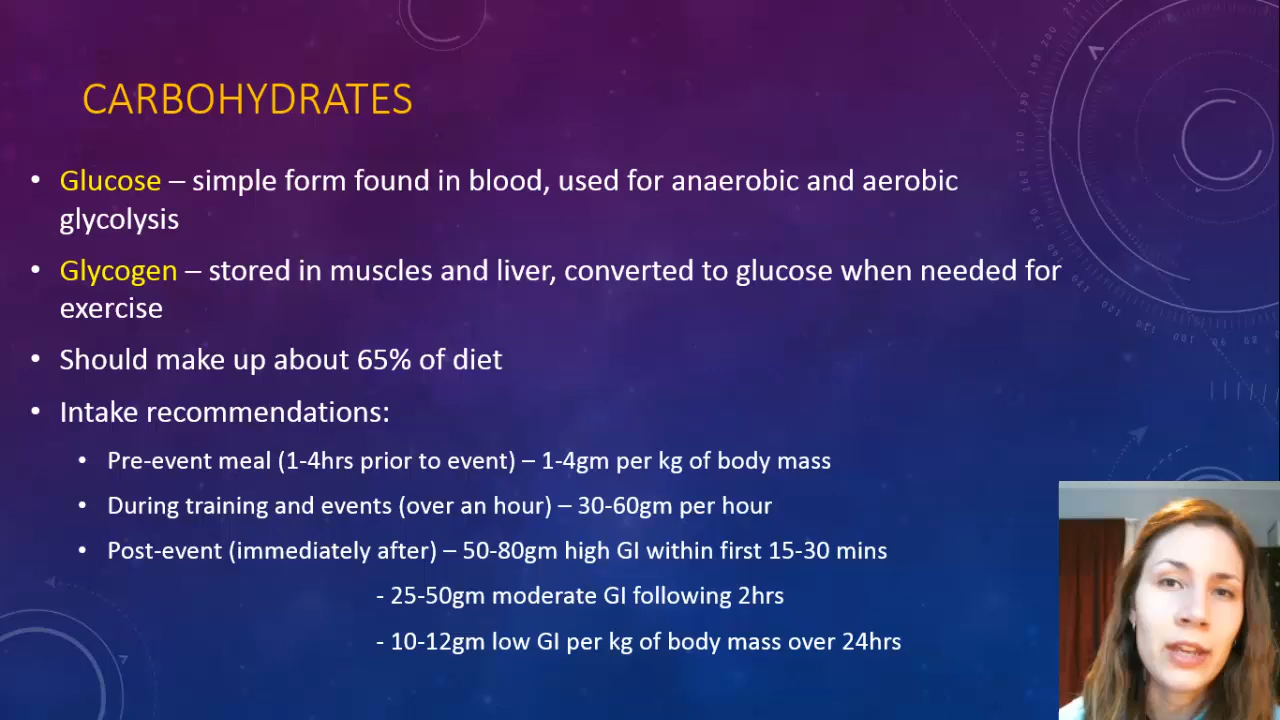 CARBOHYDRATES
• Glucose – simple form found in blood, used for anaerobic and aerobic
glycolysis
• Glycogen – stored in muscles and liver, converted to glucose when needed for
exercise
• Should make up about 65% of diet
• Intake recommendations:
• Pre-event meal (1-4hrs prior to event) – 1-4gm per kg of body mass
• During training and events (over an hour) – 30-60gm per hour
• Post-event (immediately after) – 50-80gm high GI within first 15-30 mins
- 25-50gm moderate GI following 2hrs
- 10-12gm low GI per kg of body mass over 24hrs